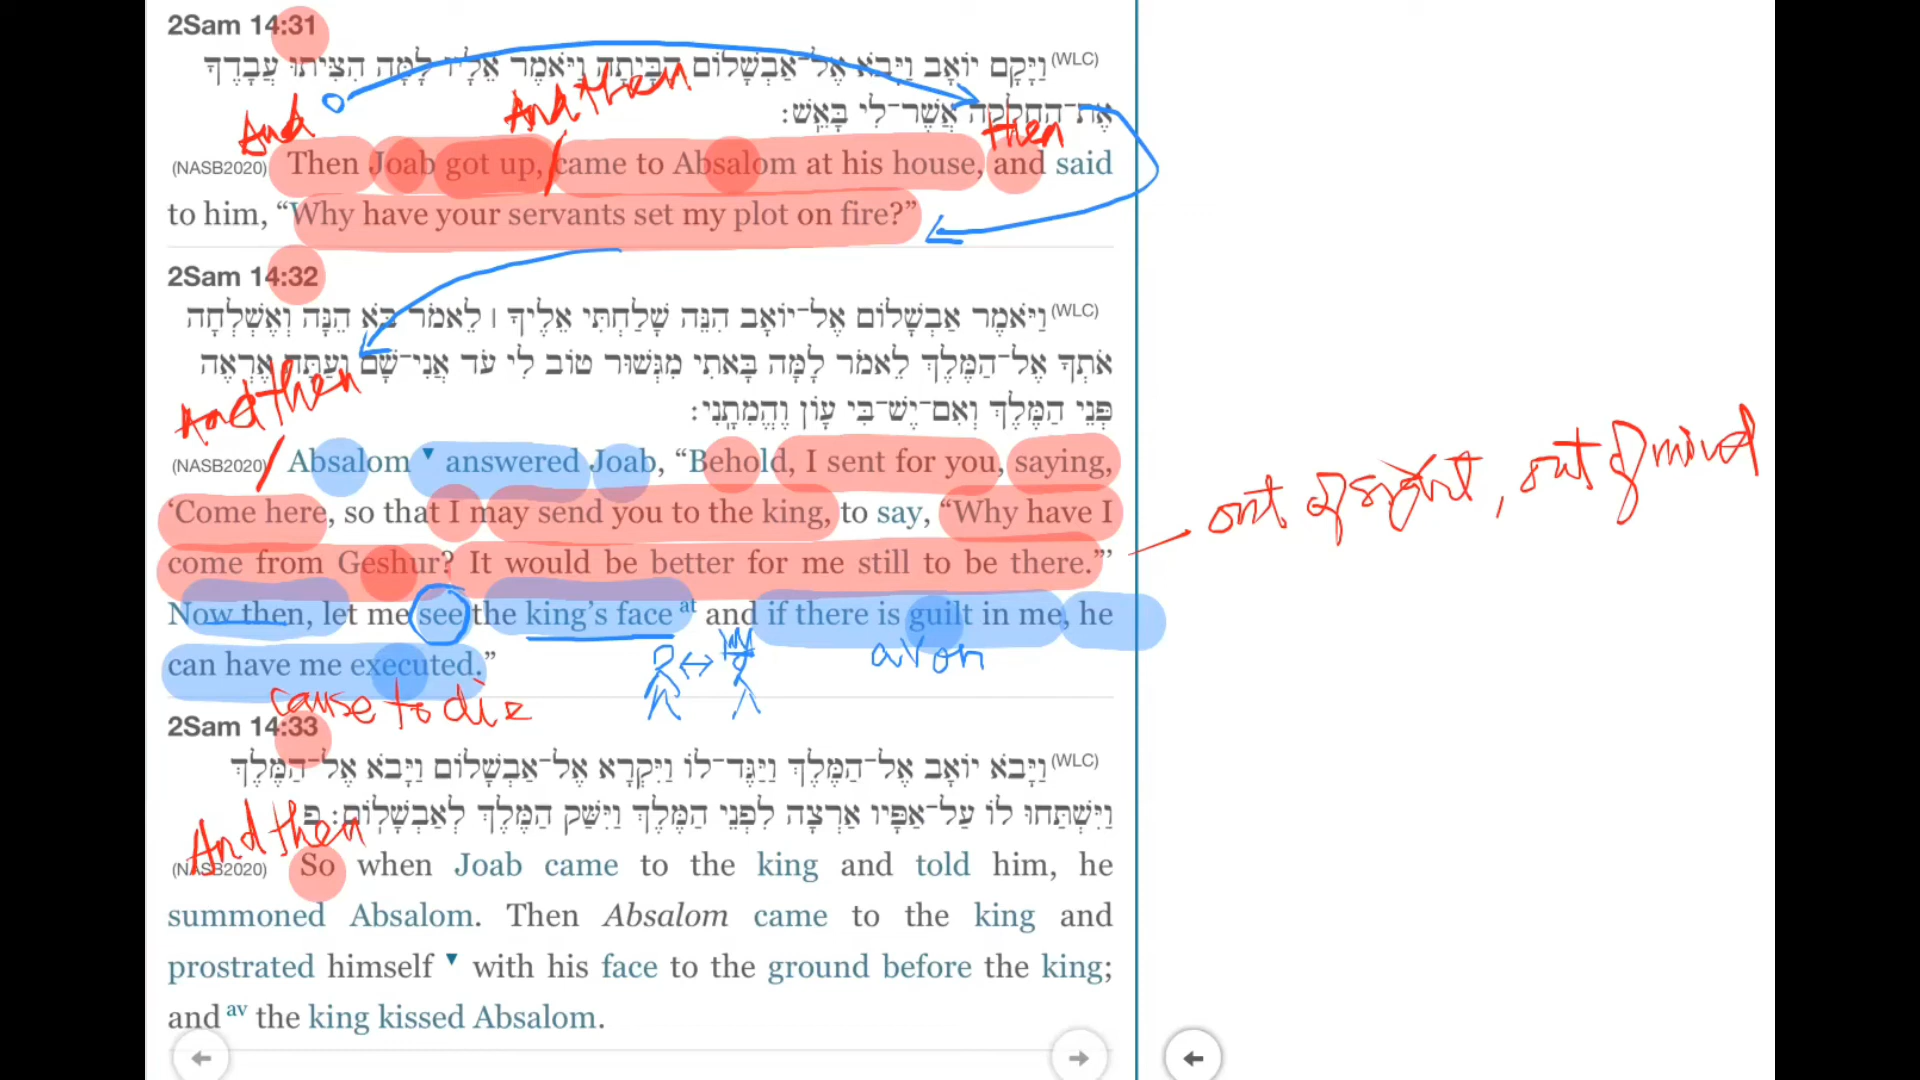 2Sam 14:31
(WLC) וַיָּקָם יוֹאָב וַיָּבֹא אֶל־אַבְשָׁלוֹם הַבָּיְתָה וַיֹּאמֶר אֵלָיו לָמָּה הִצִּיתוּ עֲבָדֶךָ
אֶת־הַחֶלְקָה אֲשֶׁר־לִי בָּאֵשׁ׃
And
And then
then
(NASB2020) Then Joab got up, came to Absalom at his house, and said
to him, “Why have your servants set my plot on fire?”
2Sam 14:32
(WLC) וַיֹּאמֶר אַבְשָׁלוֹם אֶל־יוֹאָב הִנֵּה שָׁלַחְתִּי אֵלֶיךָ ׀ לֵאמֹר בֹּא הֵנָּה וְאֶשְׁלְחָה
אֹתְךָ אֶל־הַמֶּלֶךְ לֵאמֹר לָמָּה בָּאתִי מִגְּשׁוּר טוֹב לִי עֹד אֲנִי־שָׁם וְעַתָּה אֶרְאֶה
פְּנֵי הַמֶּלֶךְ וְאִם־יֶשׁ־בִּי עָוֹן וֶהֱמִתָנִי׃
And then
(NASB2020) Absalom ▼ answered Joab, “Behold, I sent for you, saying,
‘Come here, so that I may send you to the king, to say, “Why have I
come from Geshur? It would be better for me still to be there.”’
out of sight, out of mind
Now then, let me see the king’s face at and if there is guilt in me, he
avon
can have me executed.”
cause to die
2Sam 14:33
(WLC) וַיָּבֹא יוֹאָב אֶל־הַמֶּלֶךְ וַיַּגֶּד־לוֹ וַיִּקְרָא אֶל־אַבְשָׁלוֹם וַיָּבֹא אֶל־הַמֶּלֶךְ
וַיִּשְׁתַּחוּ לוֹ עַל־אַפָּיו אַרְצָה לִפְנֵי הַמֶּלֶךְ וַיִּשַּׁק הַמֶּלֶךְ לְאַבְשָׁלוֹם׃ פ
And then
(NASB2020) So when Joab came to the king and told him, he
summoned Absalom. Then Absalom came to the king and
prostrated himself ▼ with his face to the ground before the king;
and av the king kissed Absalom.